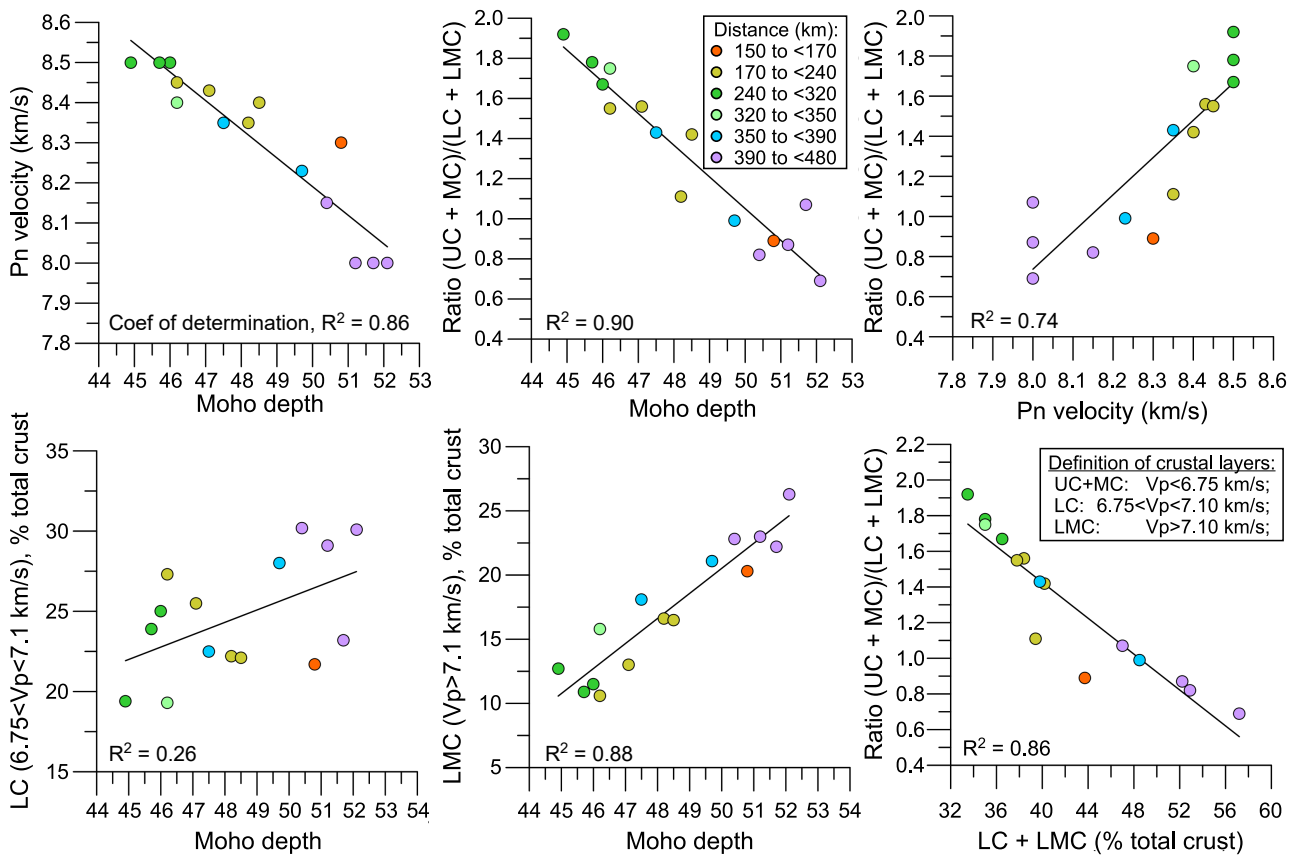 Pn velocity (km/s)
8.6
8.5
8.4
8.3
8.2
8.1
8.0
7.9
7.8
Coef of determination, R² = 0.86
44 45 46 47 48 49 50 51 52 53
Moho depth
Ratio (UC + MC)/(LC + LMC)
2.0
1.8
1.6
1.4
1.2
1.0
0.8
0.6
0.4
Distance (km):
150 to <170
170 to <240
240 to <320
320 to <350
350 to <390
390 to <480
R² = 0.90
44 45 46 47 48 49 50 51 52 53
Moho depth
Ratio (UC + MC)/(LC + LMC)
2.0
1.8
1.6
1.4
1.2
1.0
0.8
0.6
0.4
R² = 0.74
7.8 7.9 8.0 8.1 8.2 8.3 8.4 8.5 8.6
Pn velocity (km/s)
LC (6.75<Vp<7.1 km/s), % total crust
35
30
25
20
15
R² = 0.26
44 45 46 47 48 49 50 51 52 53 54
Moho depth
LMC (Vp>7.1 km/s), % total crust
30
25
20
15
10
5
R² = 0.88
44 45 46 47 48 49 50 51 52 53 54
Moho depth
Ratio (UC + MC)/(LC + LMC)
2.2
2.0
1.8
1.6
1.4
1.2
1.0
0.8
0.6
0.4
Definition of crustal layers:
UC+MC: Vp<6.75 km/s;
LC: 6.75<Vp<7.10 km/s;
LMC: Vp>7.10 km/s;
R² = 0.86
32 36 40 44 48 52 56 60
LC + LMC (% total crust)